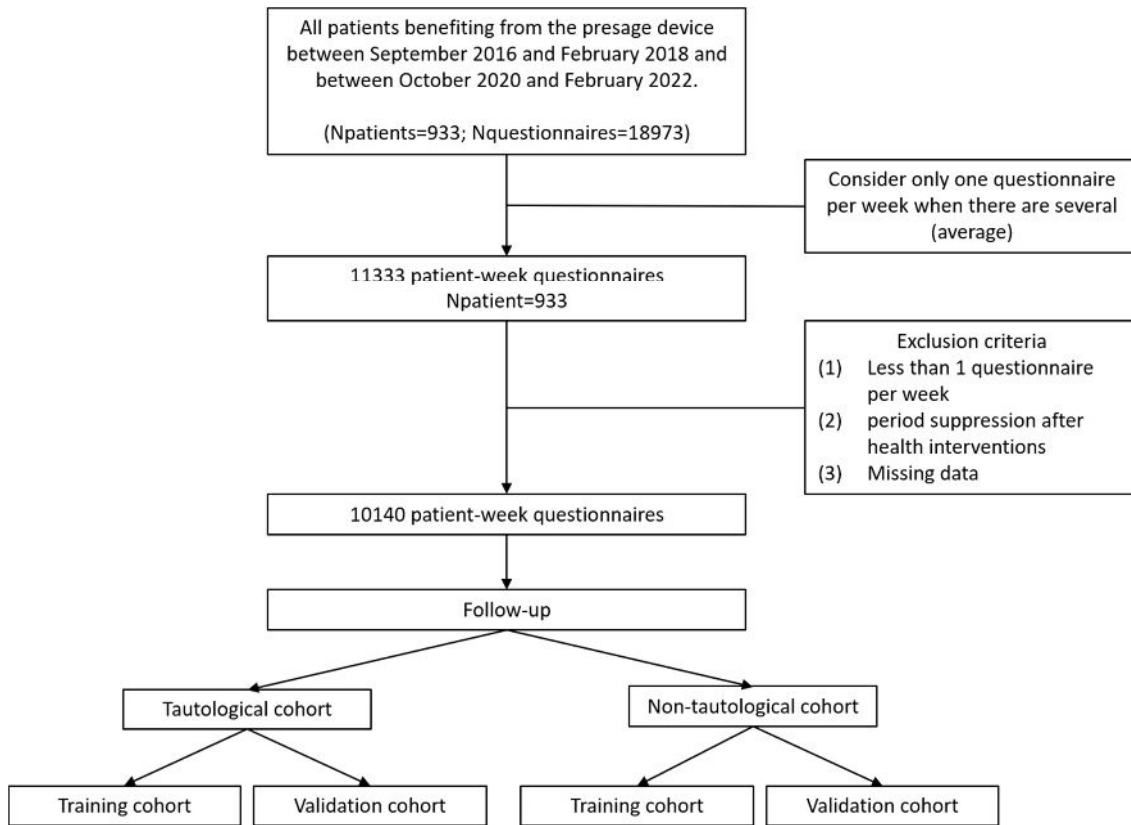 All patients benefiting from the presage device
between September 2016 and February 2018 and
between October 2020 and February 2022.
(Npatients=933; Nquestionnaires=18973)
Consider only one questionnaire
per week when there are several
(average)
11333 patient-week questionnaires
Npatient=933
Exclusion criteria
(1) Less than 1 questionnaire
per week
(2) period suppression after
health interventions
(3) Missing data
10140 patient-week questionnaires
Follow-up
Tautological cohort
Non-tautological cohort
Training cohort
Validation cohort
Training cohort
Validation cohort